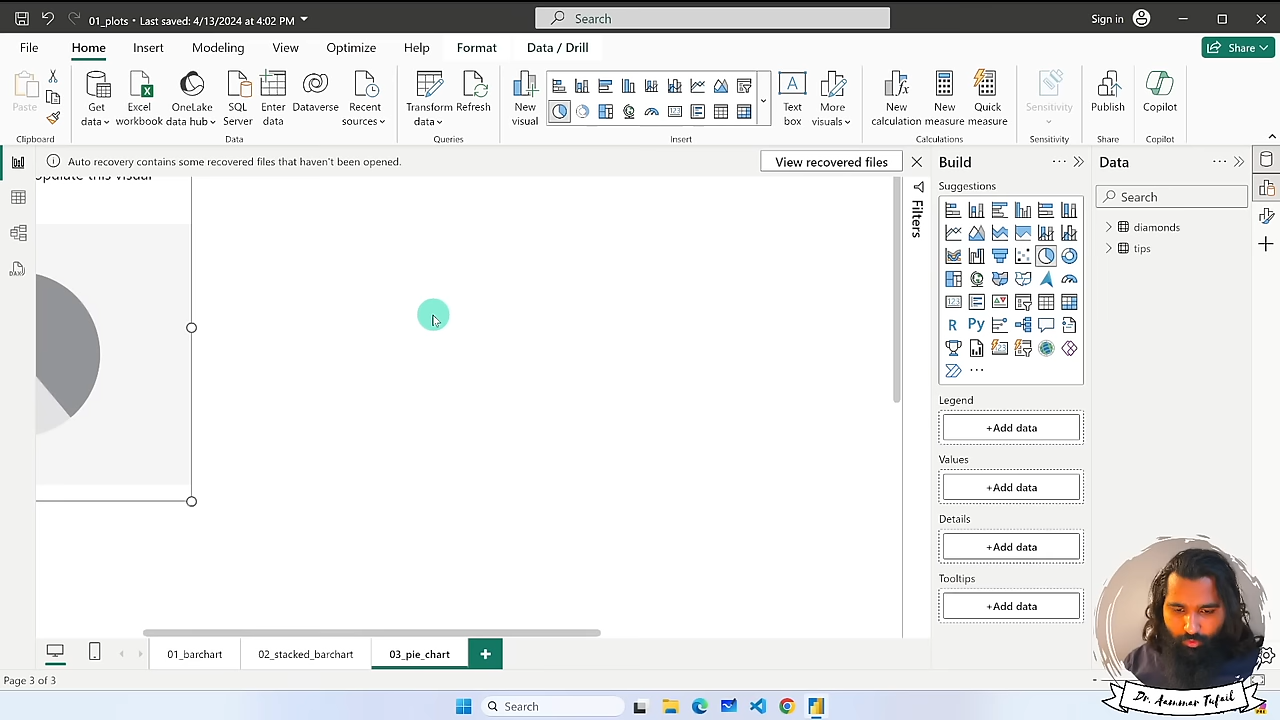 01_plots • Last saved: 4/13/2024 at 4:02 PM
Search
Sign in
File
Home
Insert
Modeling
View
Optimize
Help
Format
Data / Drill
Share
Paste
Get data
Excel workbook
OneLake data hub
SQL Server
Enter data
Dataverse
Recent sources
Transform data
Refresh
New visual
Text box
More visuals
New calculation
New measure
Quick measure
Sensitivity
Publish
Copilot
Clipboard
Data
Queries
Insert
Calculations
Sensitivity
Share
Copilot
Auto recovery contains some recovered files that haven't been opened.
View recovered files
this visual
Filters
Build
Suggestions
123
R
Py
Legend
+Add data
Values
+Add data
Details
+Add data
Tooltips
+Add data
Data
Search
diamonds
tips
01_barchart
02_stacked_barchart
03_pie_chart
Page 3 of 3
Search
Dr. Aammar Tufail